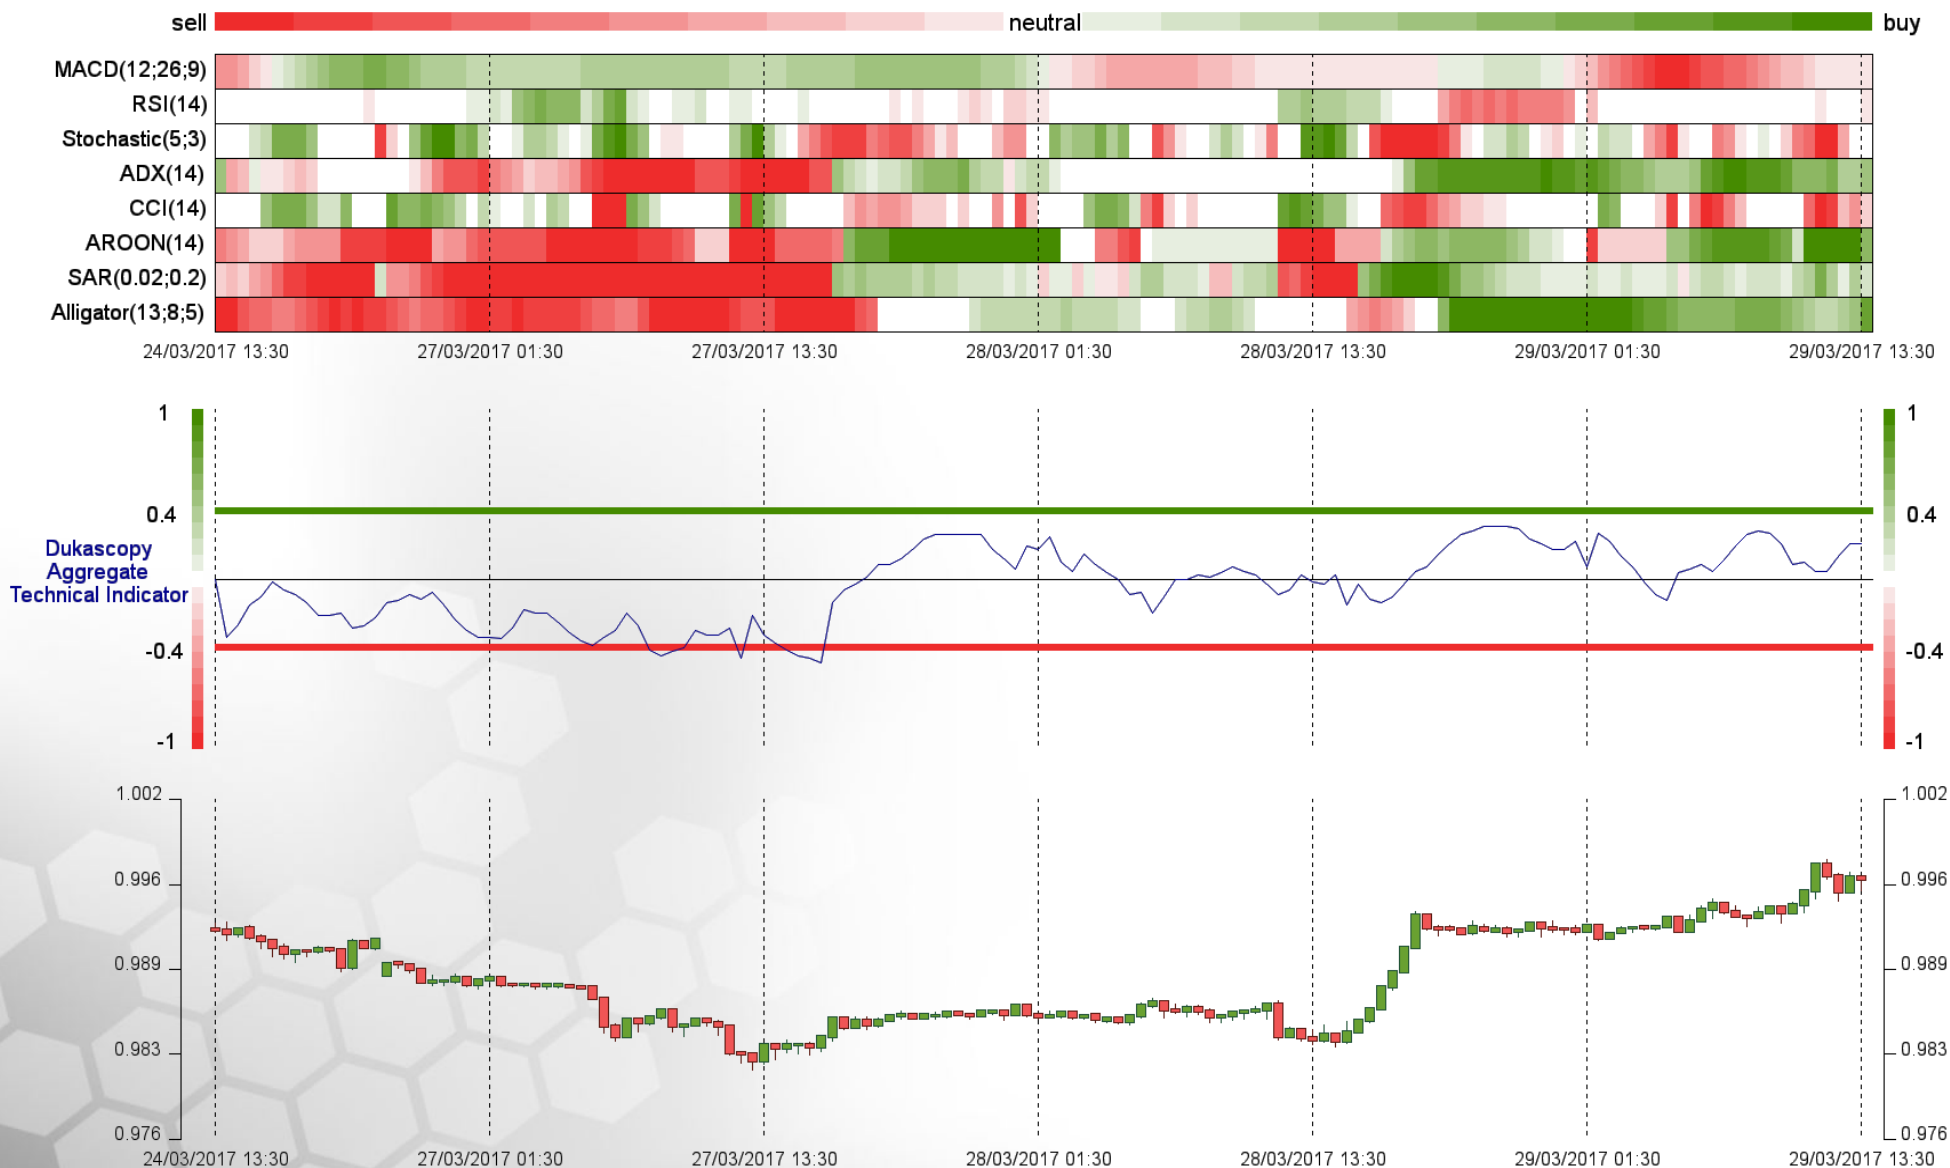 sell neutral buy
MACD(12;26;9)
RSI(14)
Stochastic(5;3)
ADX(14)
CCI(14)
AROON(14)
SAR(0.02;0.2)
Alligator(13;8;5)
24/03/2017 13:30 27/03/2017 01:30 27/03/2017 13:30 28/03/2017 01:30 28/03/2017 13:30 29/03/2017 01:30 29/03/2017 13:30
1 1
0.4 0.4
Dukascopy
Aggregate
Technical Indicator
-0.4 -0.4
-1 -1
1.002 1.002
0.996 0.996
0.989 0.989
0.983 0.983
0.976 0.976
24/03/2017 13:30 27/03/2017 01:30 27/03/2017 13:30 28/03/2017 01:30 28/03/2017 13:30 29/03/2017 01:30 29/03/2017 13:30